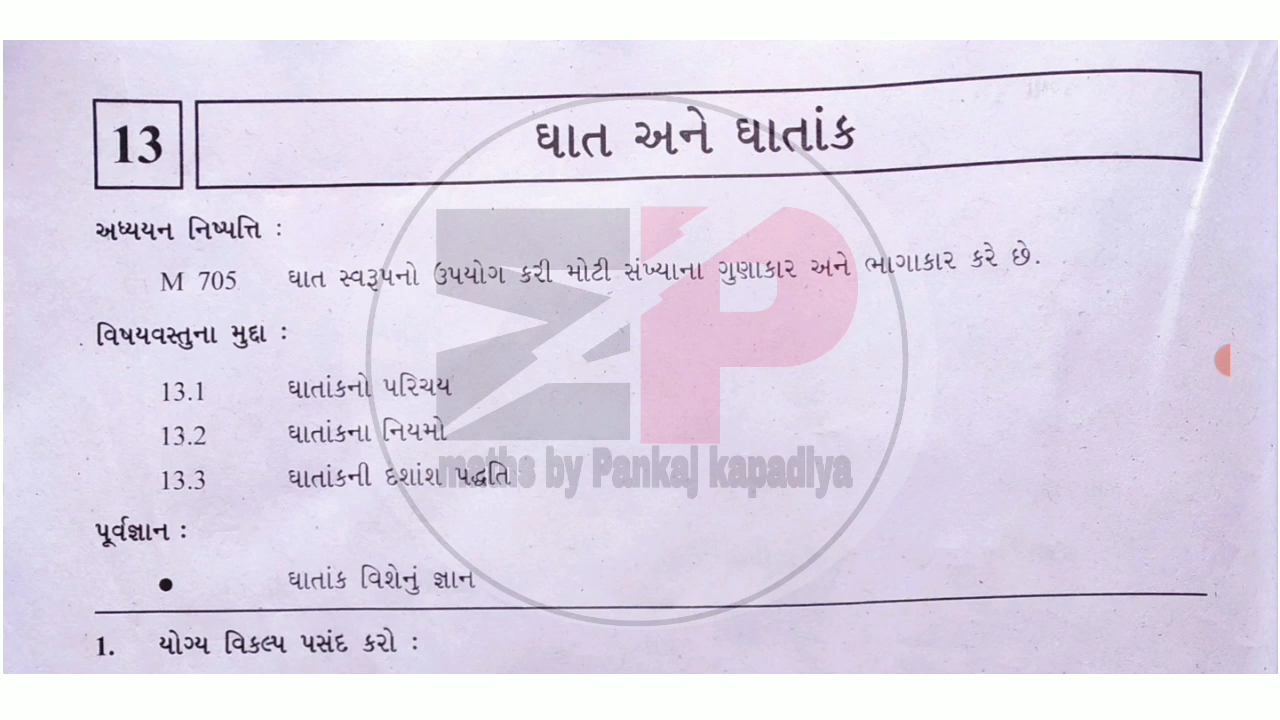 13
ઘાત અને ઘાતાંક
અધ્યયન નિષ્પત્તિ :
M 705 ઘાત સ્વરૂપનો ઉપયોગ કરી મોટી સંખ્યાના ગુણાકાર અને ભાગાકાર કરે છે.
વિષયવસ્તુના મુદ્દા :
13.1 ઘાતાંકનો પરિચય
13.2 ઘાતાંકના નિયમો
13.3 ઘાતાંકની દશાંશ પદ્ધતિ
maths by Pankaj kapadiya
પૂર્વજ્ઞાન :
● ઘાતાંક વિશેનું જ્ઞાન
1. યોગ્ય વિકલ્પ પસંદ કરો :